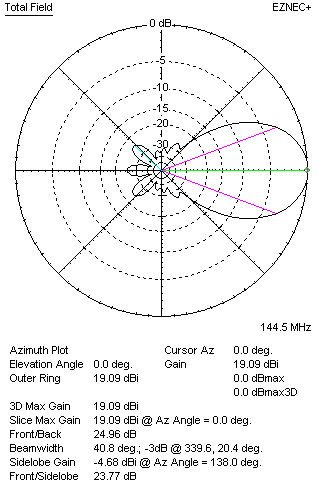 Total Field EZNEC+
0 dB
-5
-10
-15
-20
-30
144.5 MHz
Azimuth Plot Cursor Az 0.0 deg.
Elevation Angle 0.0 deg. Gain 19.09 dBi
Outer Ring 19.09 dBi 0.0 dBmax
0.0 dBmax3D
3D Max Gain 19.09 dBi
Slice Max Gain 19.09 dBi @ Az Angle = 0.0 deg.
Front/Back 24.96 dB
Beamwidth 40.8 deg.; -3dB @ 339.6, 20.4 deg.
Sidelobe Gain -4.68 dBi @ Az Angle = 138.0 deg.
Front/Sidelobe 23.77 dB